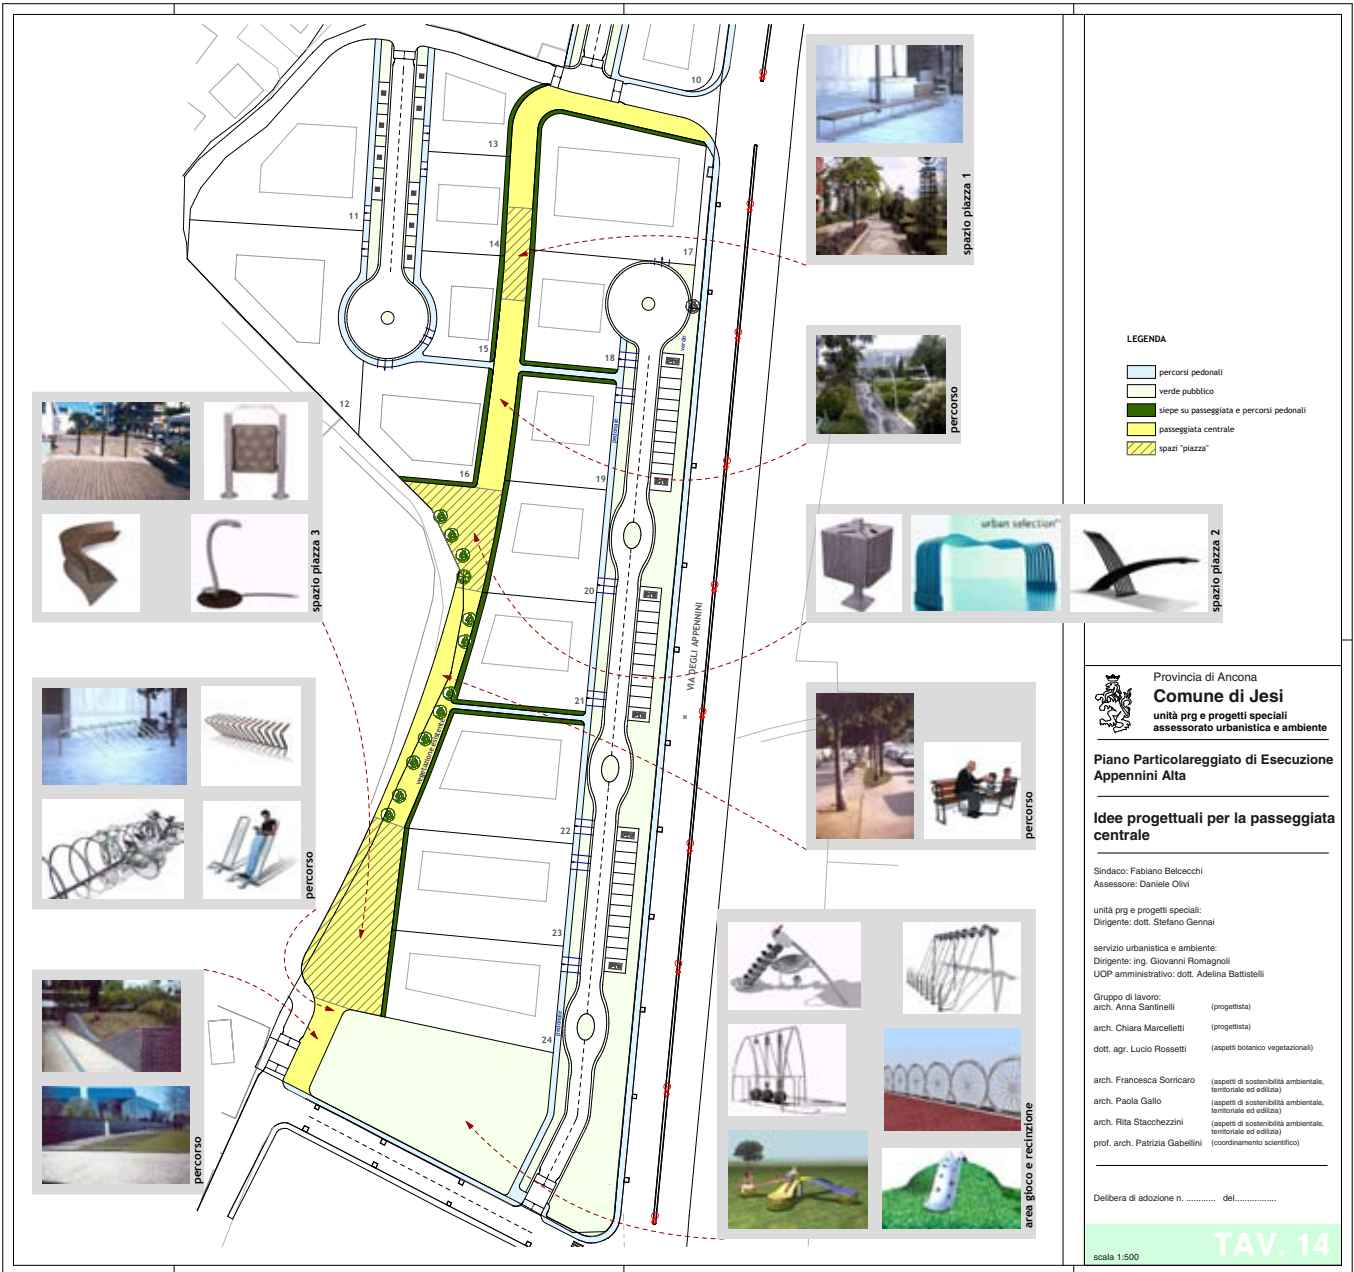 10
13
11
14
17
15
18
12
16
19
20
21
22
23
24
verde
pedonale
pedonale
vegetazione esistente
VIA DEGLI APPENNINI
spazio piazza 1
percorso
urban selection
spazio piazza 2
percorso
area gioco e recinzione
spazio piazza 3
percorso
percorso
LEGENDA
percorsi pedonali
verde pubblico
siepe su passeggiata e percorsi pedonali
passeggiata centrale
spazi "piazza"
Provincia di Ancona
Comune di Jesi
unità prg e progetti speciali
assessorato urbanistica e ambiente
Piano Particolareggiato di Esecuzione
Appennini Alta
Idee progettuali per la passeggiata
centrale
Sindaco: Fabiano Belcecchi
Assessore: Daniele Olivi
unità prg e progetti speciali:
Dirigente: dott. Stefano Gennai
servizio urbanistica e ambiente:
Dirigente: ing. Giovanni Romagnoli
UOP amministrativo: dott. Adelina Battistelli
Gruppo di lavoro:
arch. Anna Santinelli (progettista)
arch. Chiara Marcelletti (progettista)
dott. agr. Lucio Rossetti (aspetti botanico vegetazionali)
arch. Francesca Sorricaro (aspetti di sostenibilità ambientale,
territoriale ed edilizia)
arch. Paola Gallo (aspetti di sostenibilità ambientale,
territoriale ed edilizia)
arch. Rita Stacchezzini (aspetti di sostenibilità ambientale,
territoriale ed edilizia)
prof. arch. Patrizia Gabellini (coordinamento scientifico)
Delibera di adozione n. ............ del.................
scala 1:500
TAV. 14